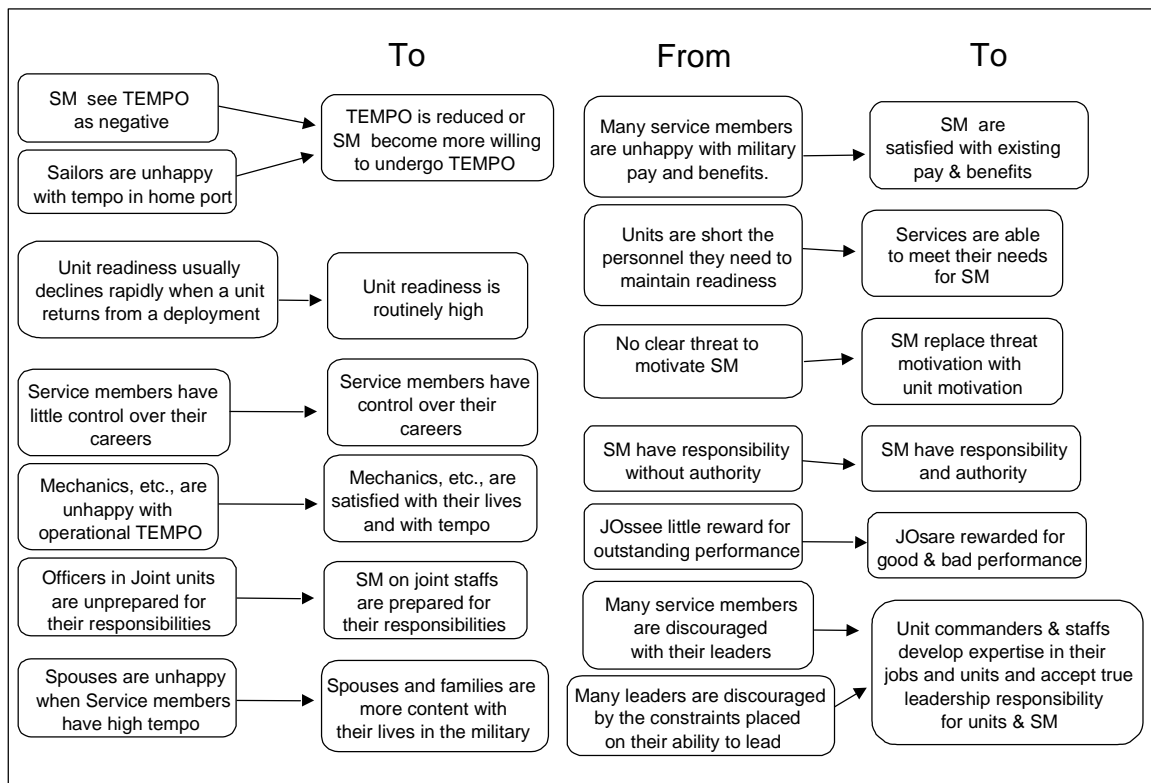 To
From
To
SM see TEMPO
as negative
Sailors are unhappy
with tempo in home port
TEMPO is reduced or
SM become more willing
to undergo TEMPO
Unit readiness usually
declines rapidly when a unit
returns from a deployment
Unit readiness is
routinely high
Service members have
little control over their
careers
Service members have
control over their
careers
Mechanics, etc., are
unhappy with
operational TEMPO
Mechanics, etc., are
satisfied with their lives
and with tempo
Officers in Joint units
are unprepared for
their responsibilities
SM on joint staffs
are prepared for
their responsibilities
Spouses are unhappy
when Service members
have high tempo
Spouses and families are
more content with
their lives in the military
Many service members
are unhappy with military
pay and benefits.
SM are
satisfied with existing
pay & benefits
Units are short the
personnel they need to
maintain readiness
Services are able
to meet their needs
for SM
No clear threat to
motivate SM
SM replace threat
motivation with
unit motivation
SM have responsibility
without authority
SM have responsibility
and authority
JOssee little reward for
outstanding performance
JOsare rewarded for
good & bad performance
Many service members
are discouraged
with their leaders
Many leaders are discouraged
by the constraints placed
on their ability to lead
Unit commanders & staffs
develop expertise in their
jobs and units and accept true
leadership responsibility
for units & SM